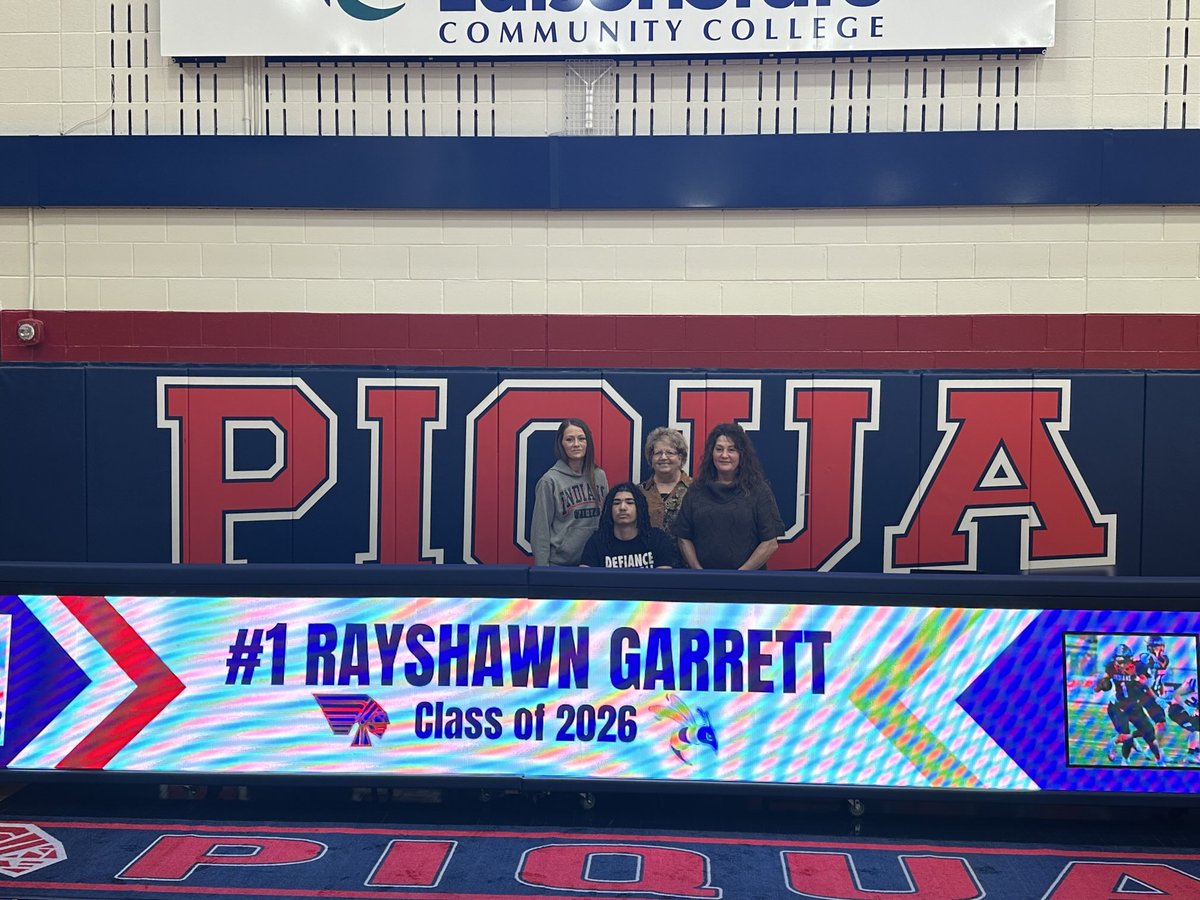 COMMUNITY COLLEGE
PIQUA
INDIANS
DEFIANCE
#1 RAYSHAWN GARRETT
Class of 2026
PIQUA